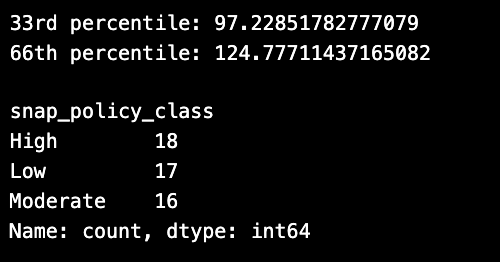 33rd percentile: 97.22851782777079
66th percentile: 124.77711437165082
snap_policy_class
High 18
Low 17
Moderate 16
Name: count, dtype: int64